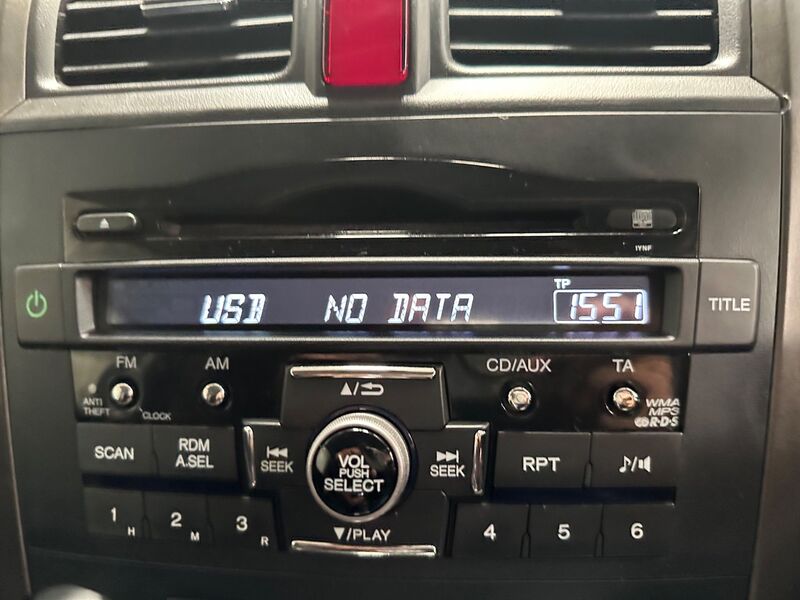 IYNF
USB NO DATA
TP
1551
TITLE
FM
AM
CD/AUX
TA
ANTI
THEFT
CLOCK
WMA
MP3
R·D·S
SCAN
RDM
A.SEL
SEEK
VOL
PUSH
SELECT
SEEK
RPT
1 H
2 M
3 R
▼/PLAY
4
5
6